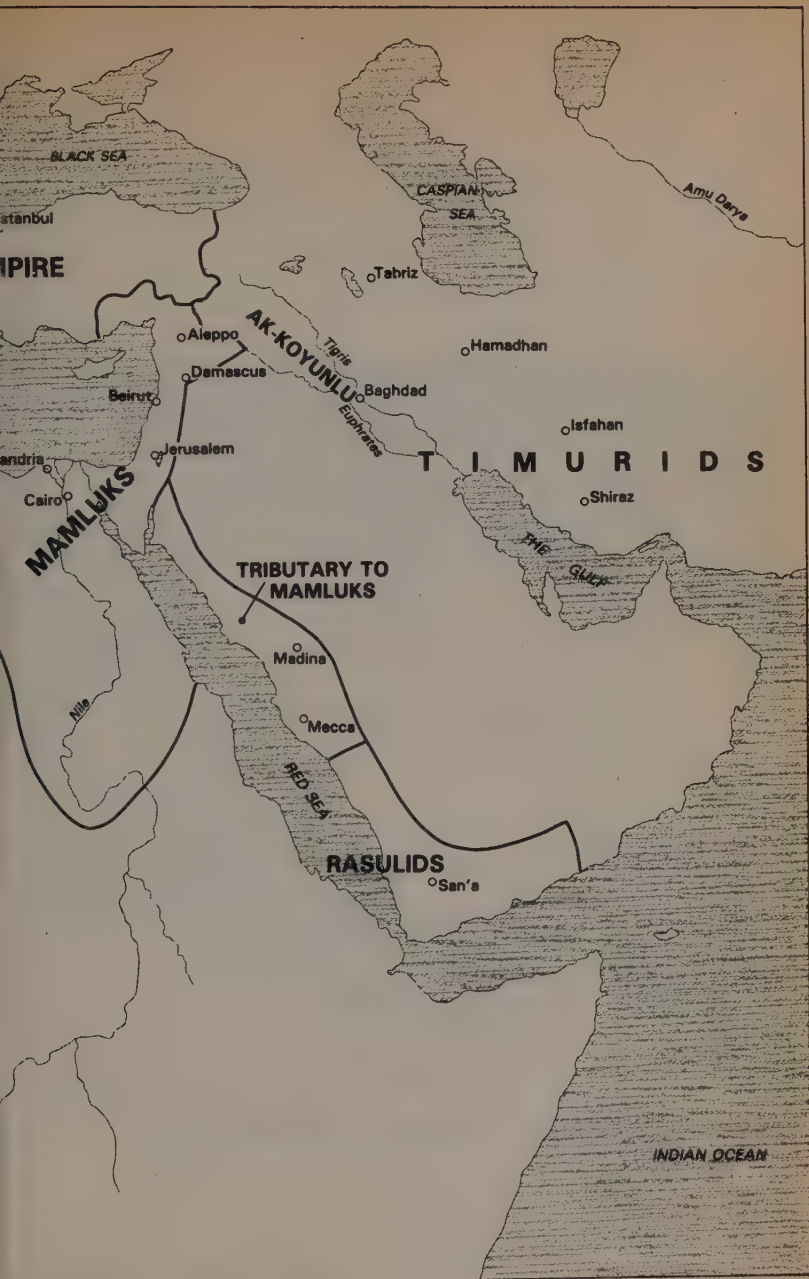 BLACK SEA
CASPIAN
SEA
Amu Darya
stanbul
IPIRE
Tabriz
Aleppo
AK-KOYUNLU
Tigris
Hamadhan
Damascus
Beirut
Baghdad
Euphrates
Isfahan
Jerusalem
andria
TIMURIDS
Cairo
MAMLUKS
Shiraz
THE GULF
TRIBUTARY TO
MAMLUKS
Madina
Nile
Mecca
RED SEA
RASULIDS
San'a
INDIAN OCEAN